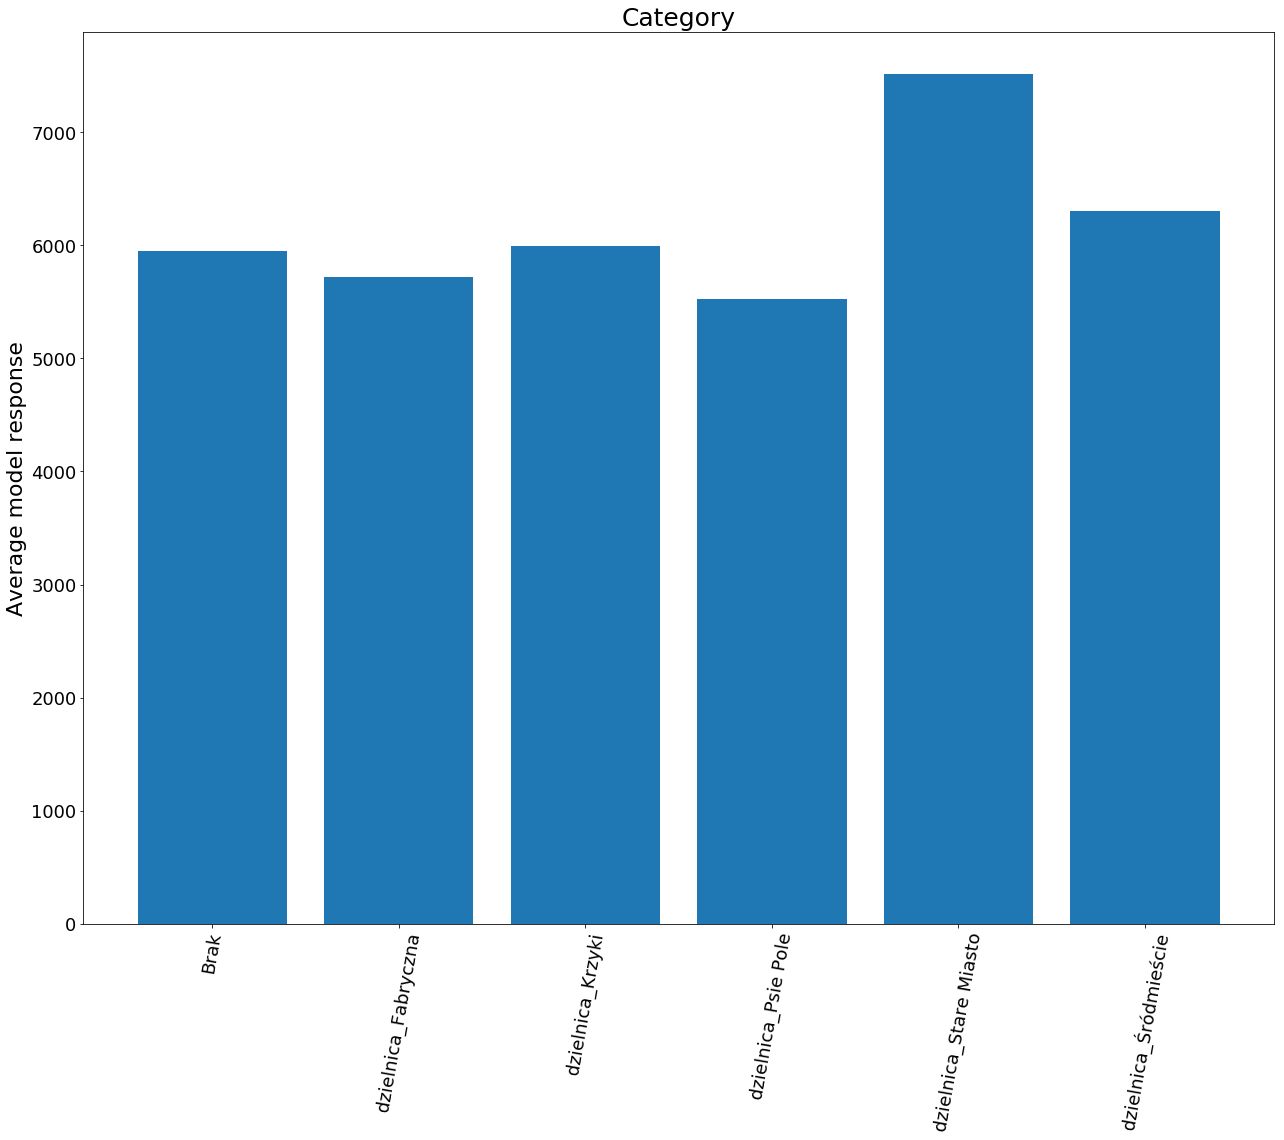 Category
Average model response
7000
6000
5000
4000
3000
2000
1000
0
Brak
dzielnica_Fabryczna
dzielnica_Krzyki
dzielnica_Psie Pole
dzielnica_Stare Miasto
dzielnica_Śródmieście